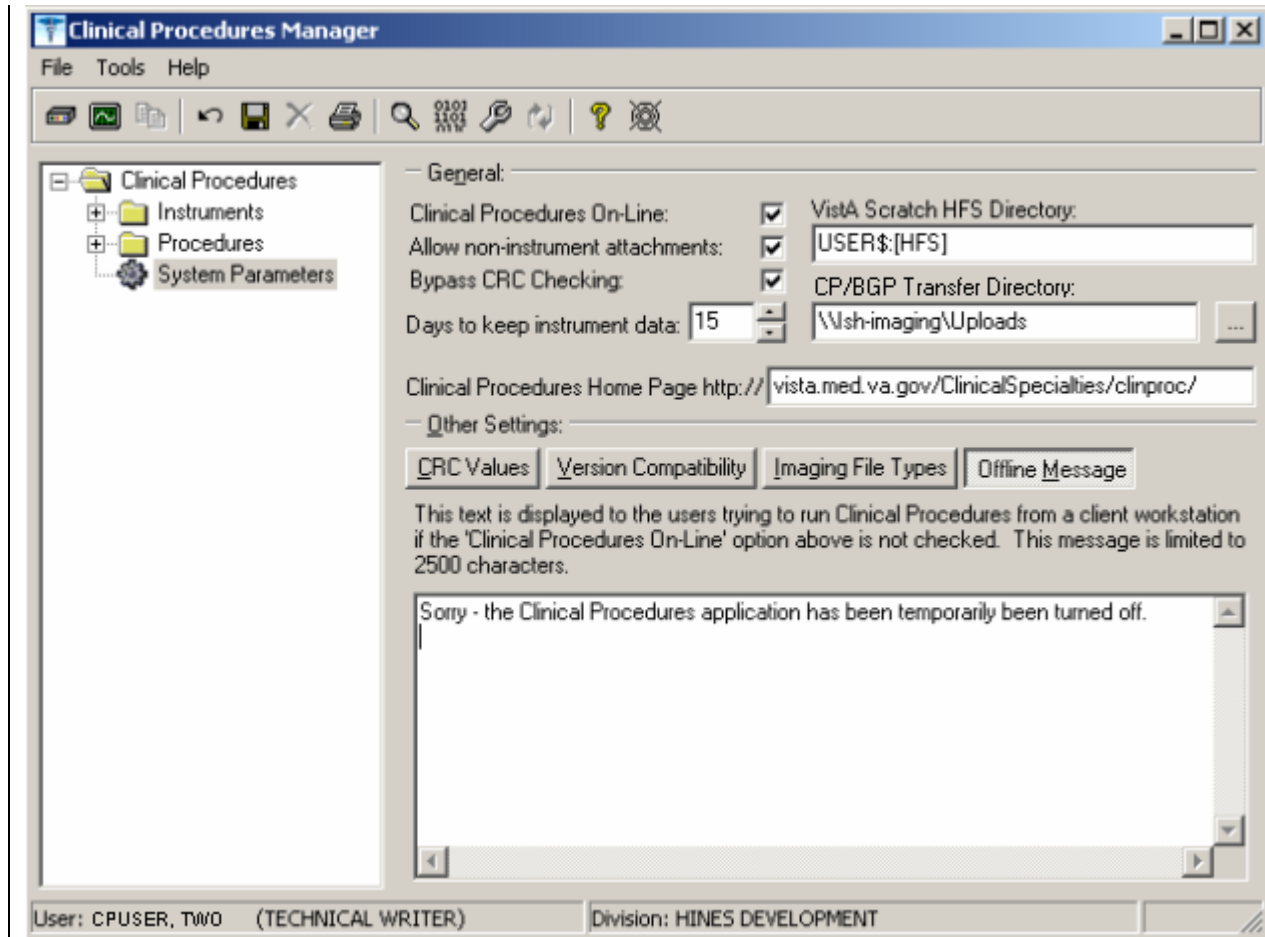 Clinical Procedures Manager
File Tools Help
Clinical Procedures
Instruments
Procedures
System Parameters
General:
Clinical Procedures On-Line:
Allow non-instrument attachments:
Bypass CRC Checking:
Days to keep instrument data: 15
VistA Scratch HFS Directory:
USER$:[HFS]
CP/BGP Transfer Directory:
\\Ish-imaging\Uploads
...
Clinical Procedures Home Page http:// vista.med.va.gov/ClinicalSpecialties/clinproc/
Other Settings:
CRC Values Version Compatibility Imaging File Types Offline Message
This text is displayed to the users trying to run Clinical Procedures from a client workstation
if the 'Clinical Procedures On-Line' option above is not checked. This message is limited to
2500 characters.
Sorry - the Clinical Procedures application has been temporarily been turned off.
User: CPUSER, TWO (TECHNICAL WRITER) Division: HINES DEVELOPMENT